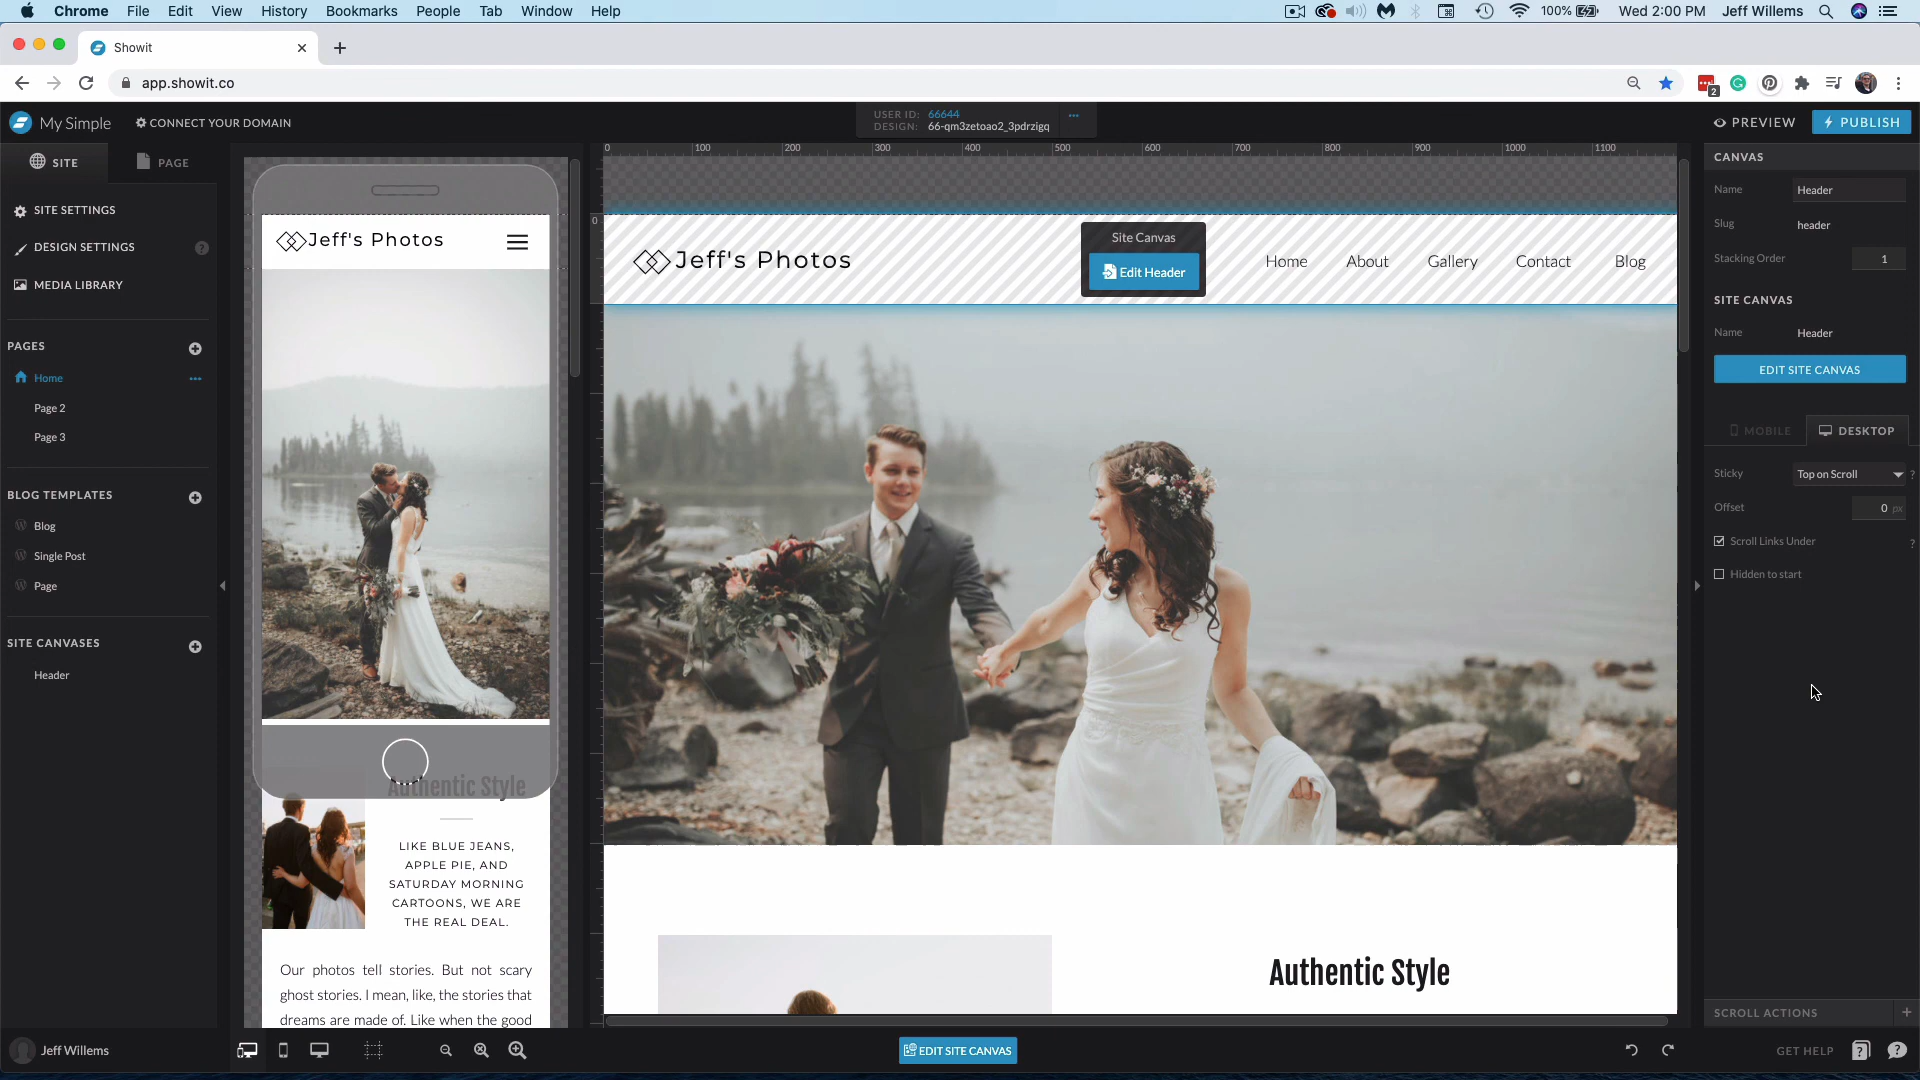 Chrome File Edit View History Bookmarks People Tab Window Help
100% Wed 2:00 PM Jeff Willems
Showit
app.showit.co
2
My Simple
CONNECT YOUR DOMAIN
USER ID: 66644
DESIGN: 66-qm3zetoao2_3pdrzigq
PREVIEW
PUBLISH
SITE
PAGE
SITE SETTINGS
DESIGN SETTINGS ?
MEDIA LIBRARY
PAGES
Home
Page 2
Page 3
BLOG TEMPLATES
Blog
Single Post
Page
SITE CANVASES
Header
Jeff Willems
Jeff's Photos
Authentic Style
LIKE BLUE JEANS,
APPLE PIE, AND
SATURDAY MORNING
CARTOONS, WE ARE
THE REAL DEAL.
Our photos tell stories. But not scary
ghost stories. I mean, like, the stories that
dreams are made of. Like when the good
0 100 200 300 400 500 600 700 800 900 1000 1100
0
Jeff's Photos
Site Canvas
Edit Header
Home About Gallery Contact Blog
Authentic Style
EDIT SITE CANVAS
CANVAS
Name Header
Slug header
Stacking Order 1
SITE CANVAS
Name Header
EDIT SITE CANVAS
MOBILE DESKTOP
Sticky Top on Scroll ?
Offset 0 px
Scroll Links Under ?
Hidden to start
SCROLL ACTIONS +
GET HELP